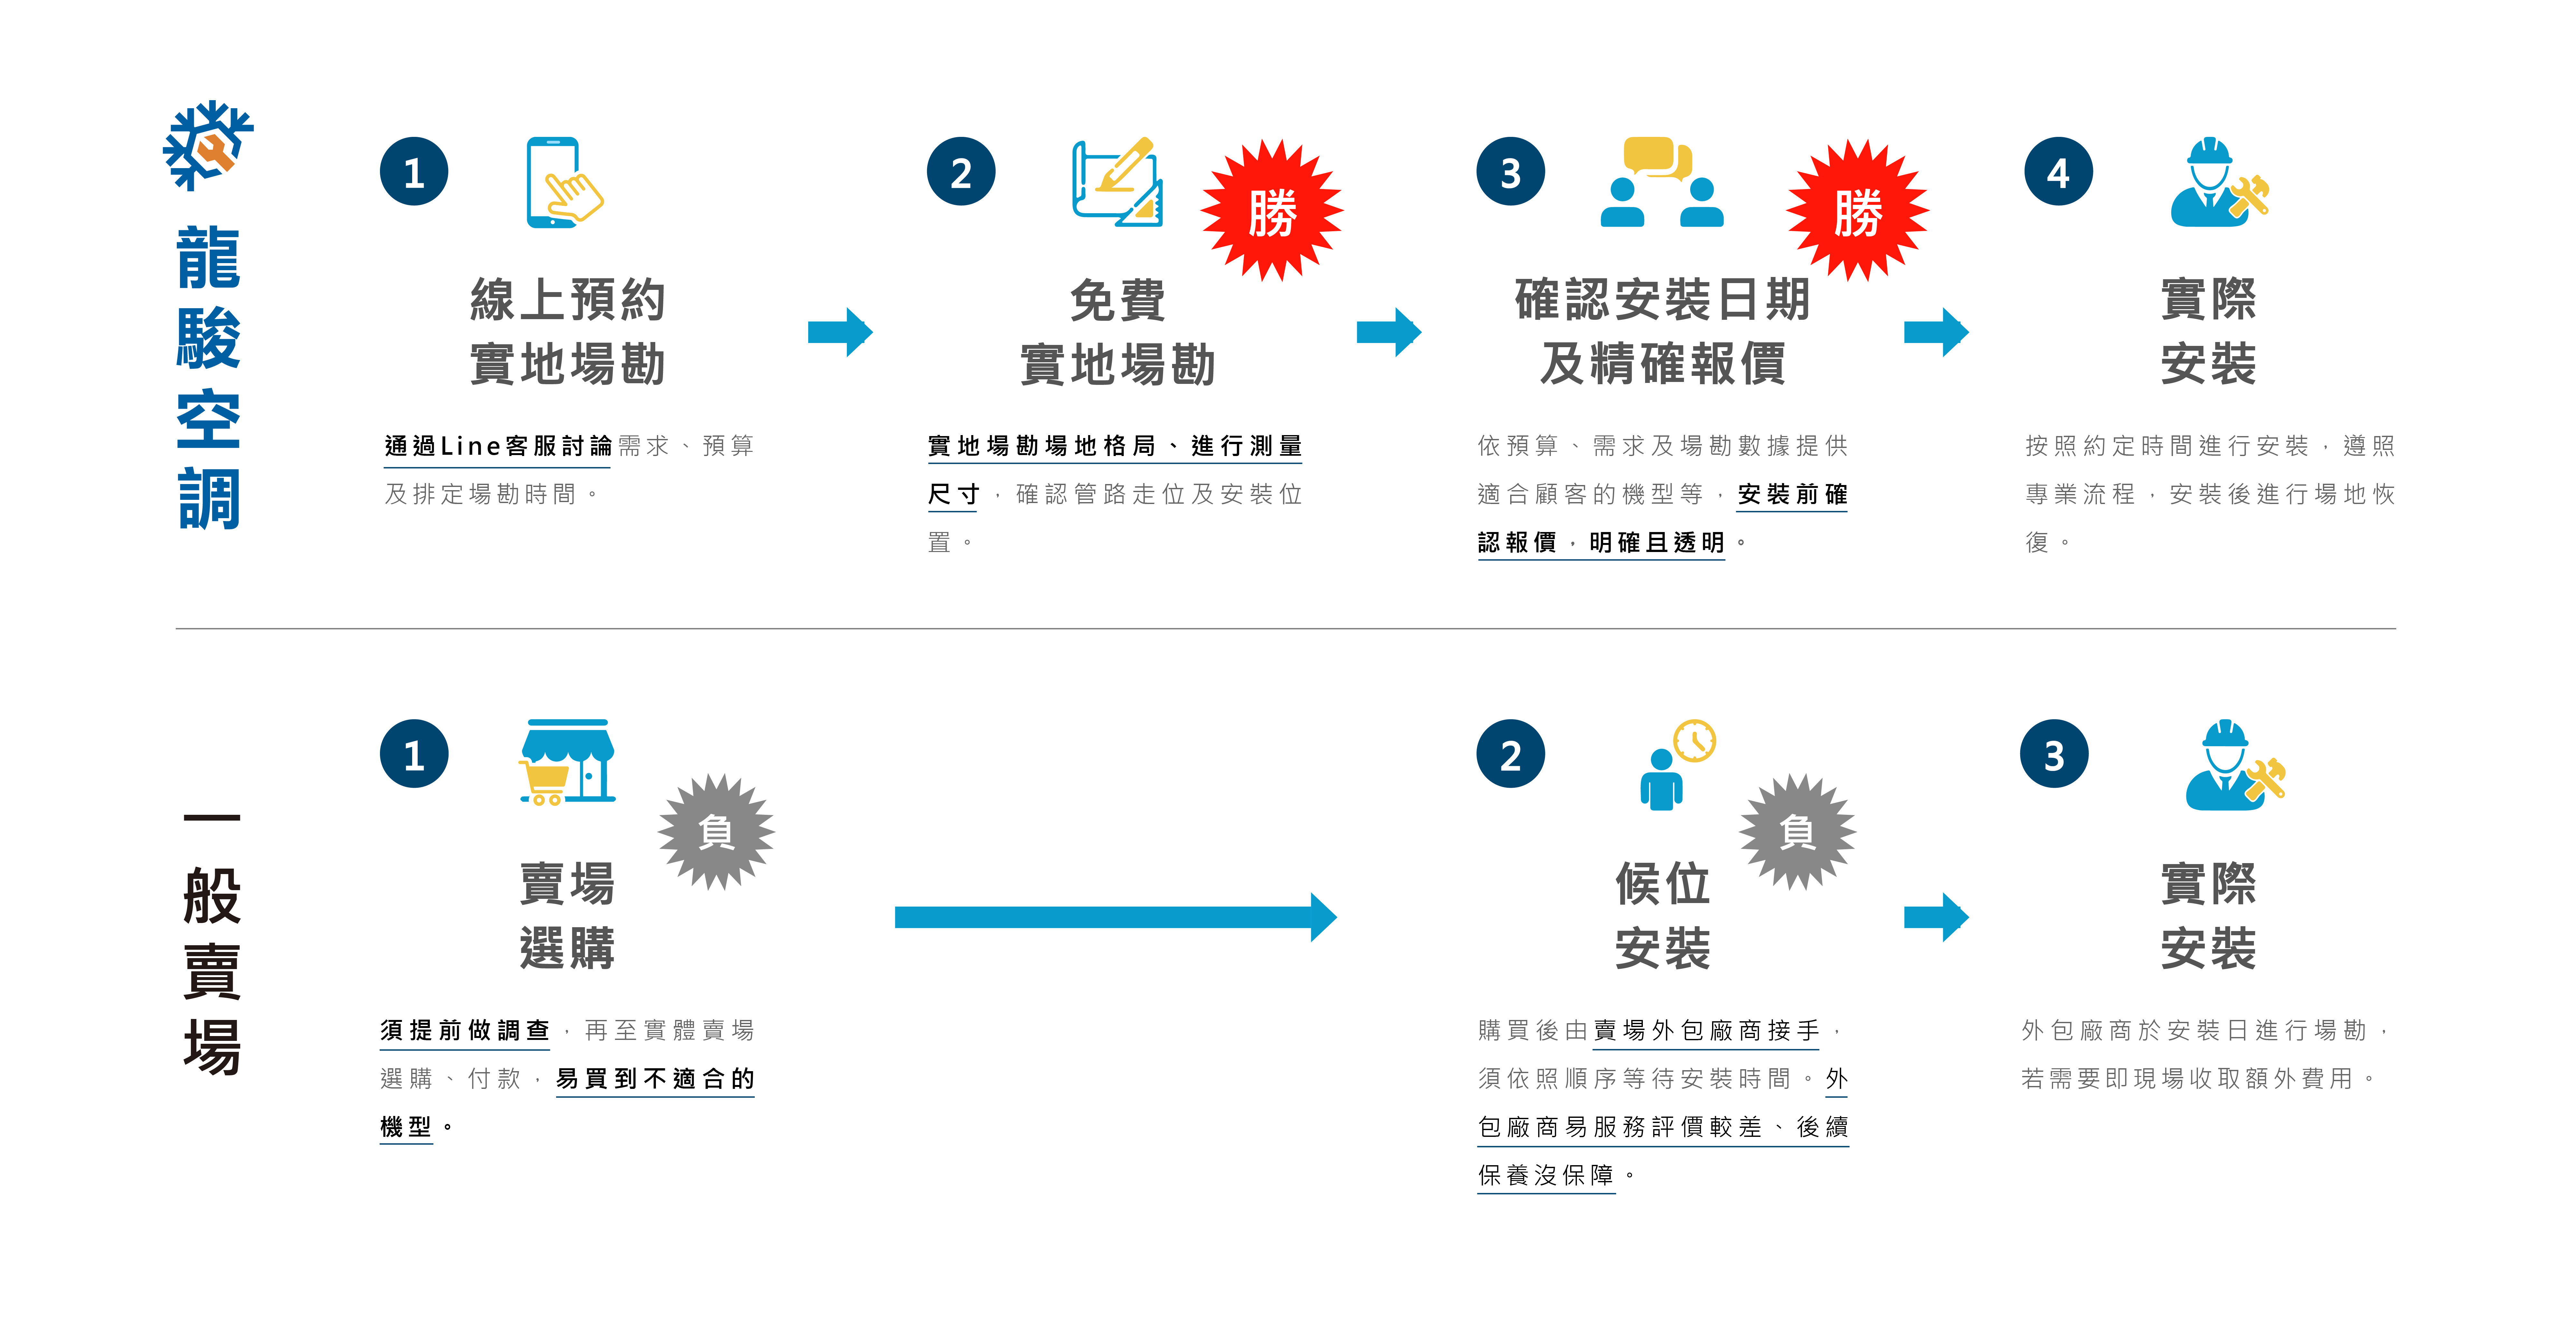 龍駿空調
1
線上預約
實地場勘
通過Line客服討論需求、預算
及排定場勘時間。
2
勝
免費
實地場勘
實地場勘場地格局、進行測量
尺寸，確認管路走位及安裝位
置。
3
勝
確認安裝日期
及精確報價
依預算、需求及場勘數據提供
適合顧客的機型等，安裝前確
認報價，明確且透明。
4
實際
安裝
按照約定時間進行安裝，遵照
專業流程，安裝後進行場地恢
復。
一般賣場
1
負
賣場
選購
須提前做調查，再至實體賣場
選購、付款，易買到不適合的
機型。
2
負
候位
安裝
購買後由賣場外包廠商接手，
須依照順序等待安裝時間。外
包廠商易服務評價較差、後續
保養沒保障。
3
實際
安裝
外包廠商於安裝日進行場勘，
若需要即現場收取額外費用。